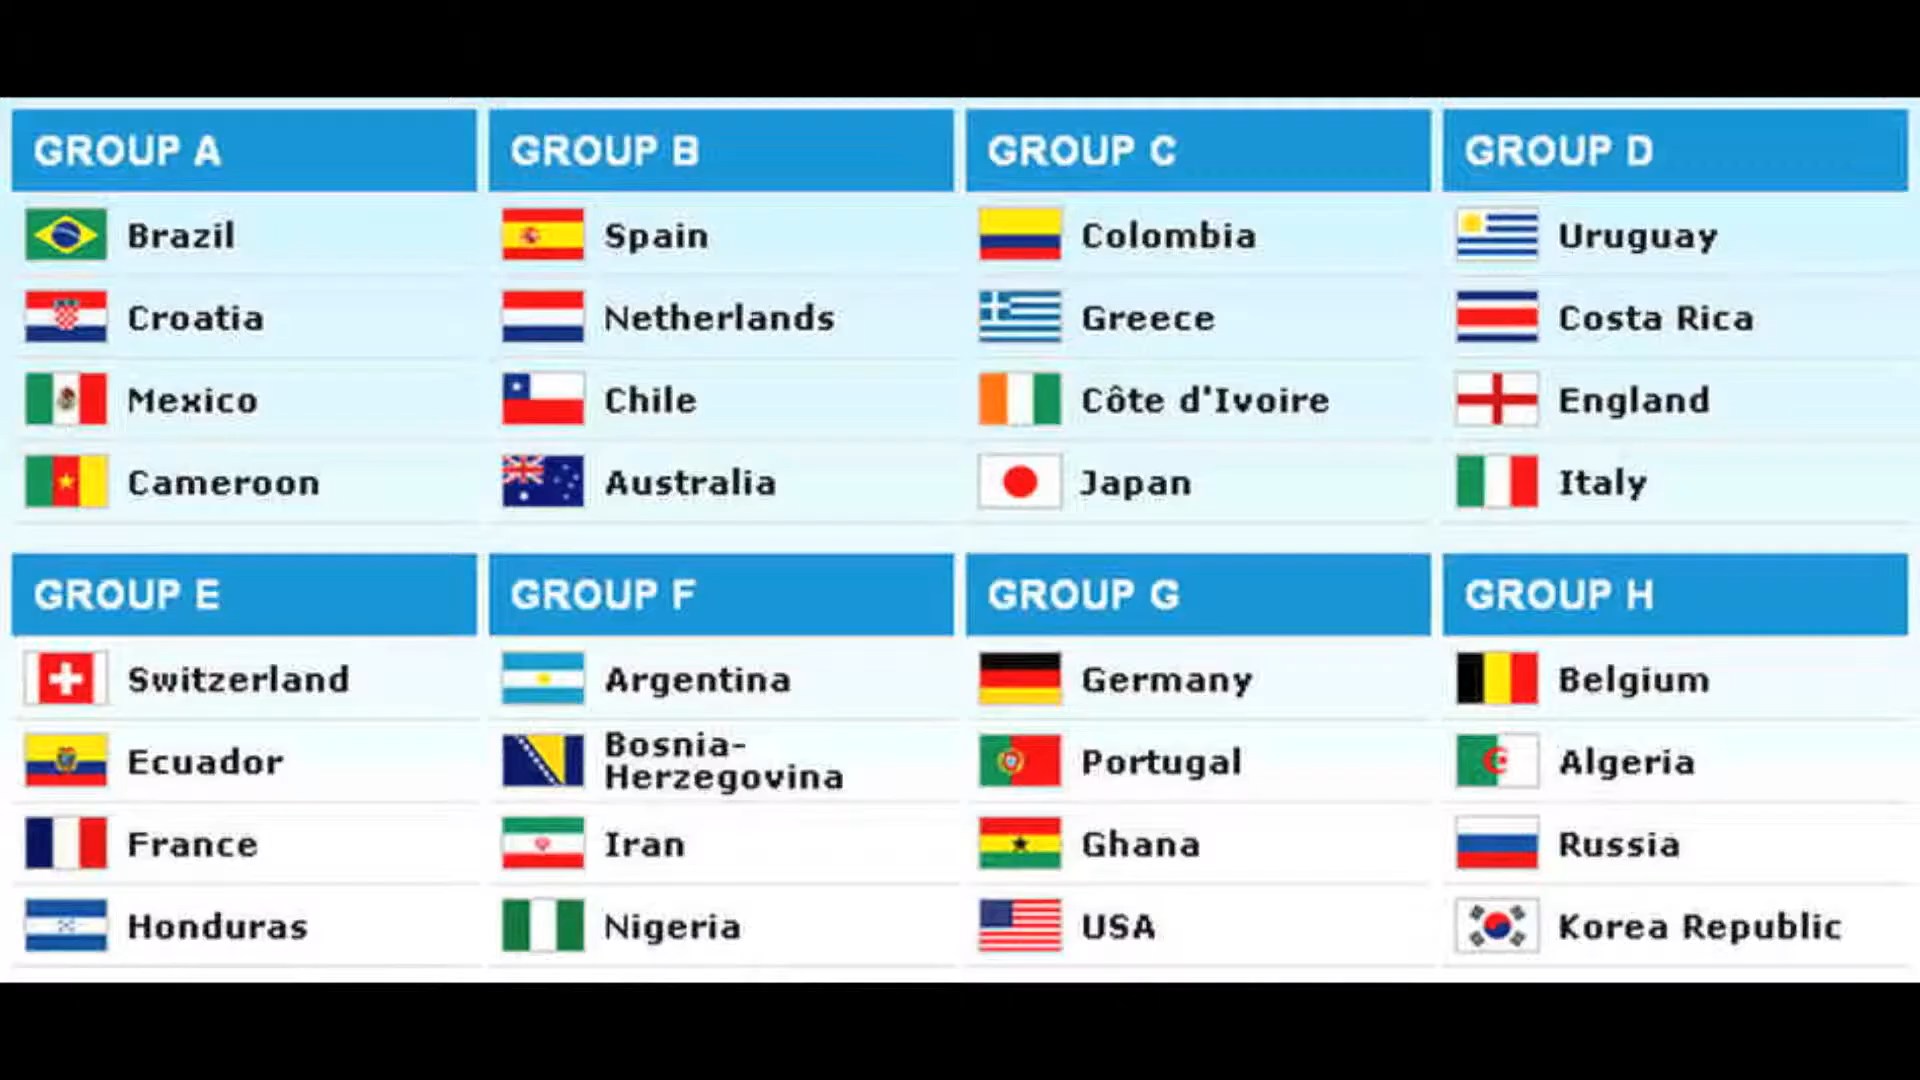 GROUP A
Brazil
Croatia
Mexico
Cameroon
GROUP B
Spain
Netherlands
Chile
Australia
GROUP C
Colombia
Greece
Côte d'Ivoire
Japan
GROUP D
Uruguay
Costa Rica
England
Italy
GROUP E
Switzerland
Ecuador
France
Honduras
GROUP F
Argentina
Bosnia-
Herzegovina
Iran
Nigeria
GROUP G
Germany
Portugal
Ghana
USA
GROUP H
Belgium
Algeria
Russia
Korea Republic